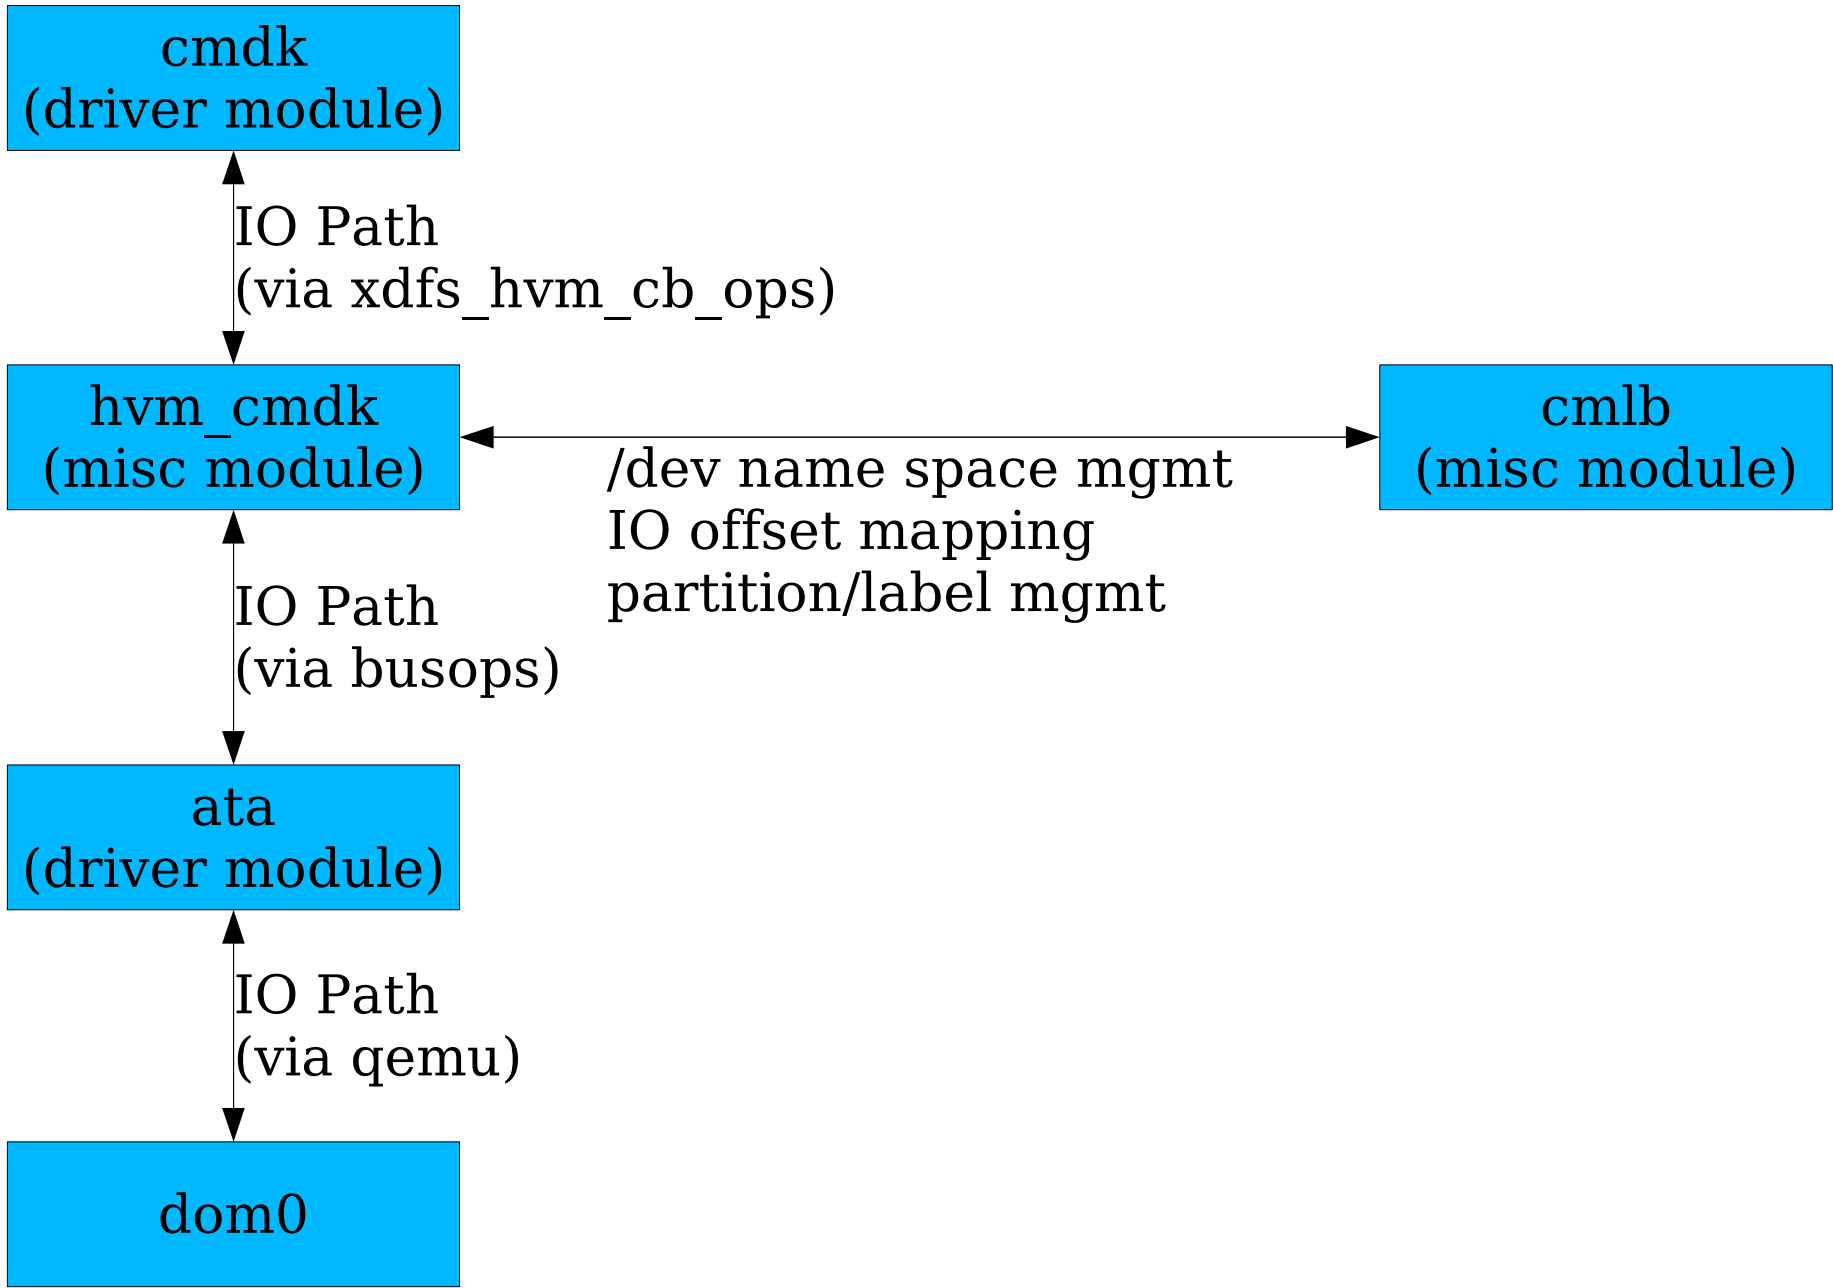 cmdk
(driver module)
IO Path
(via xdfs_hvm_cb_ops)
hvm_cmdk
(misc module)
cmlb
(misc module)
/dev name space mgmt
IO offset mapping
partition/label mgmt
IO Path
(via busops)
ata
(driver module)
IO Path
(via qemu)
dom0